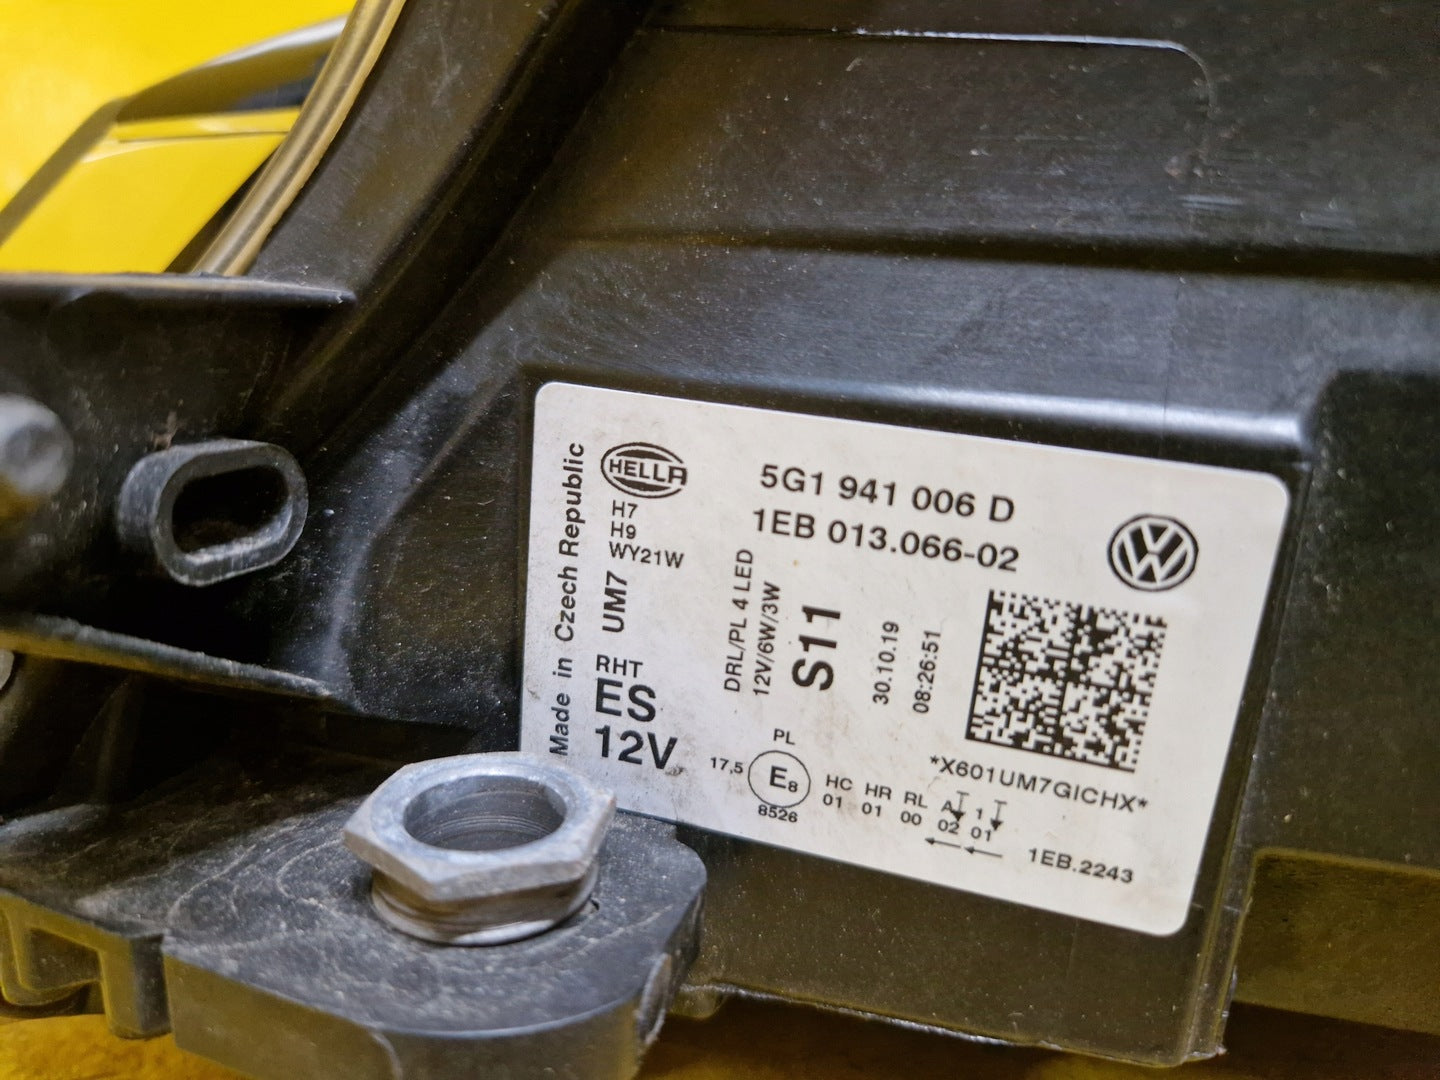 Made in Czech Republic
HELLA
H7
H9
WY21W
UM7
RHT
ES
12V
5G1 941 006 D
1EB 013.066-02
DRL/PL 4 LED
12V/6W/3W
S11
30.10.19
08:26:51
*X601UM7GICHX*
PL
17,5 E8
8526
HC HR RL A 1
01 01 00 02 01
1EB.2243